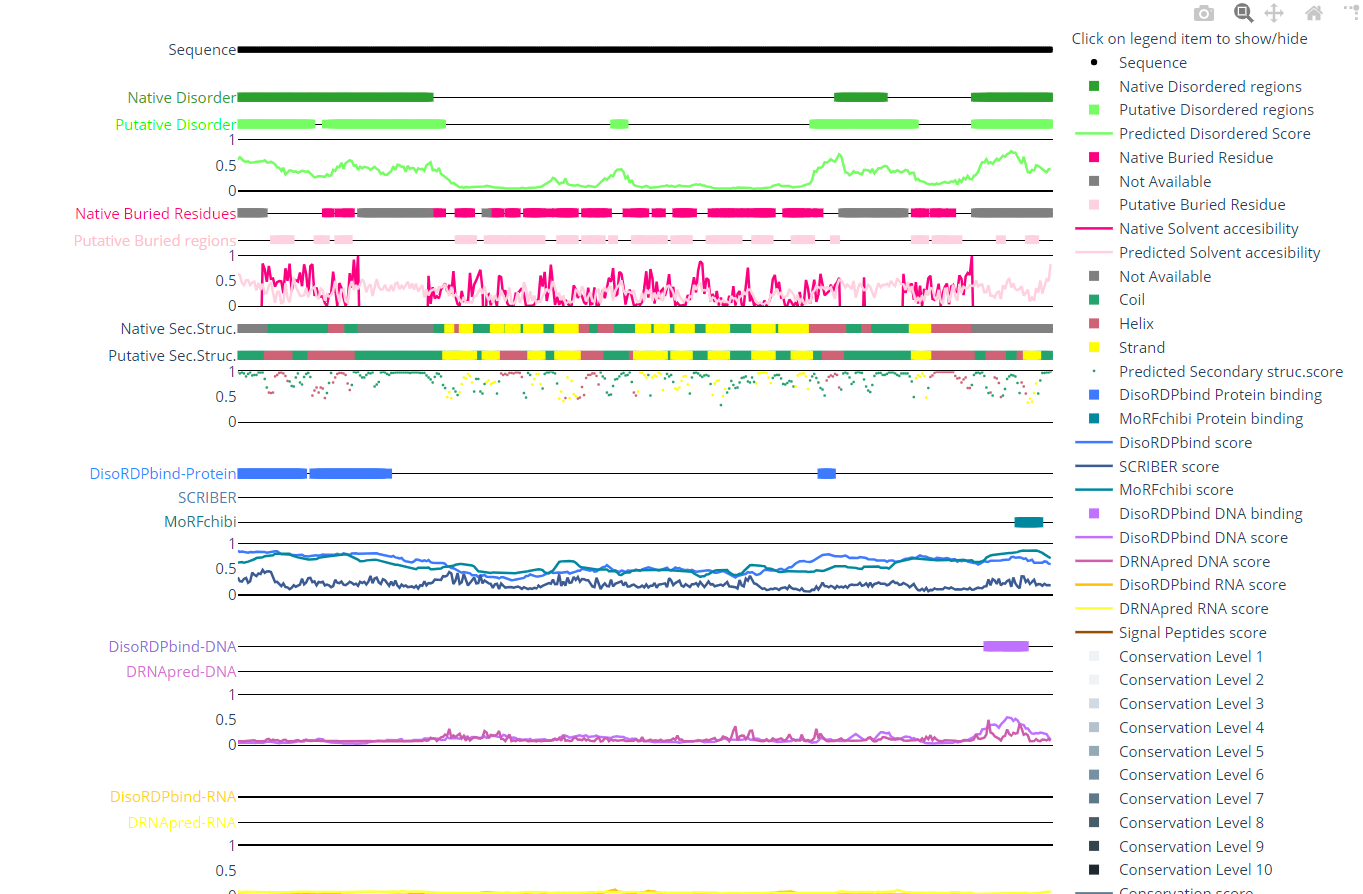 Click on legend item to show/hide
Sequence
Native Disorder
Putative Disorder
1
0.5
0
Native Buried Residues
Putative Buried regions
1
0.5
0
Native Sec.Struc.
Putative Sec.Struc.
1
0.5
0
DisoRDPbind-Protein
SCRIBER
MoRFchibi
1
0.5
0
DisoRDPbind-DNA
DRNApred-DNA
1
0.5
0
DisoRDPbind-RNA
DRNApred-RNA
1
0.5
0
Sequence
Native Disordered regions
Putative Disordered regions
Predicted Disordered Score
Native Buried Residue
Not Available
Putative Buried Residue
Native Solvent accesibility
Predicted Solvent accesibility
Not Available
Coil
Helix
Strand
Predicted Secondary struc.score
DisoRDPbind Protein binding
MoRFchibi Protein binding
DisoRDPbind score
SCRIBER score
MoRFchibi score
DisoRDPbind DNA binding
DisoRDPbind DNA score
DRNApred DNA score
DisoRDPbind RNA score
DRNApred RNA score
Signal Peptides score
Conservation Level 1
Conservation Level 2
Conservation Level 3
Conservation Level 4
Conservation Level 5
Conservation Level 6
Conservation Level 7
Conservation Level 8
Conservation Level 9
Conservation Level 10
Conservation score